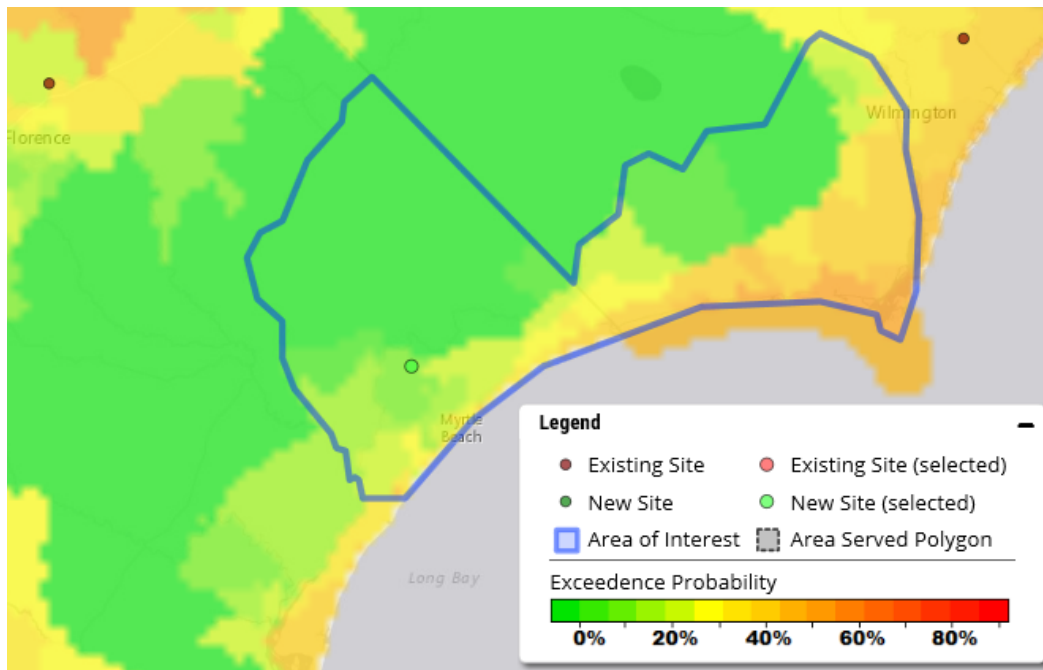 Wilmington
Florence
Myrtle
Beach
Long Bay
Legend
Existing Site
Existing Site (selected)
New Site
New Site (selected)
Area of Interest
Area Served Polygon
Exceedence Probability
0% 20% 40% 60% 80%